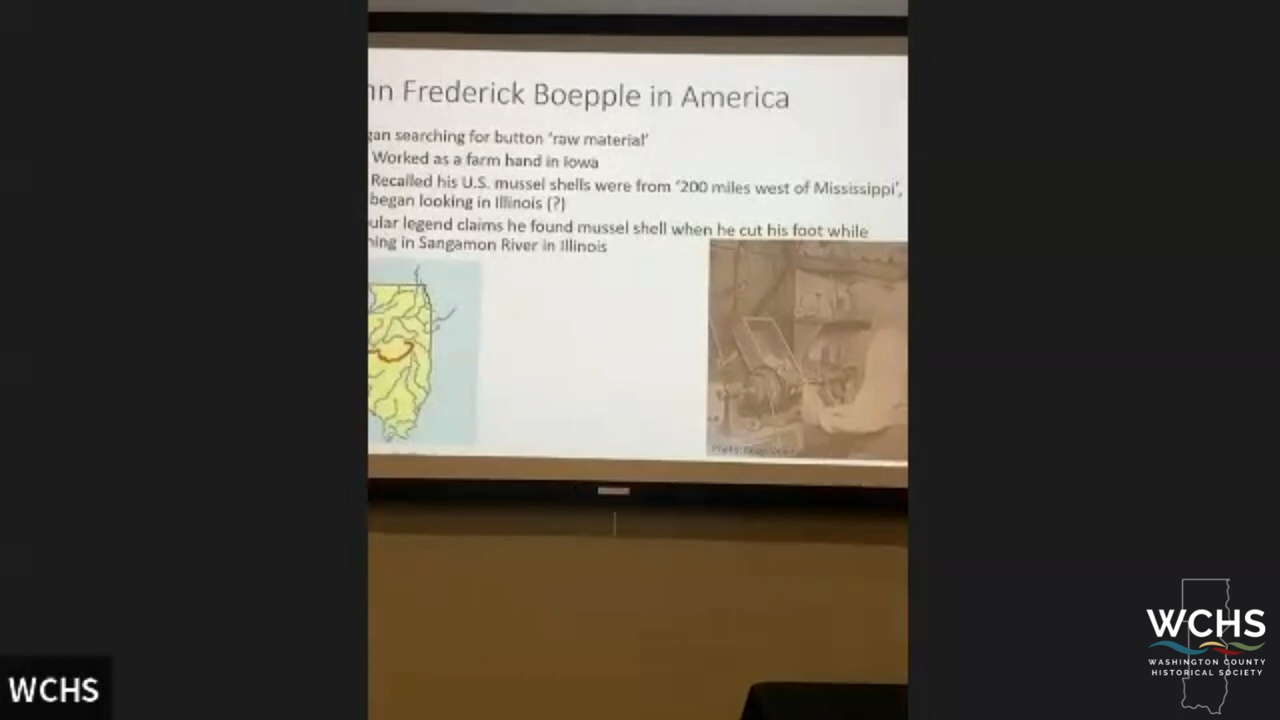 nn Frederick Boepple in America
gan searching for button 'raw material'
Worked as a farm hand in Iowa
Recalled his U.S. mussel shells were from '200 miles west of Mississippi',
began looking in Illinois (?)
ular legend claims he found mussel shell when he cut his foot while
ning in Sangamon River in Illinois
WCHS
WCHS
WASHINGTON COUNTY
HISTORICAL SOCIETY